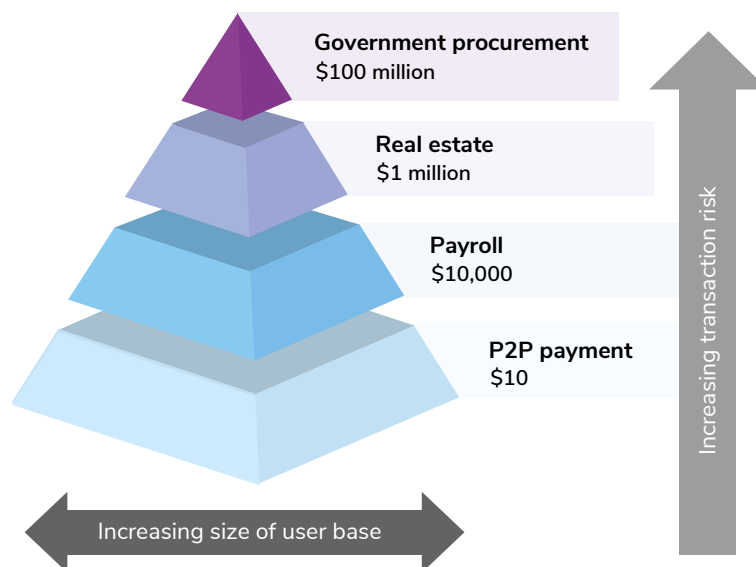 Government procurement
$100 million
Real estate
$1 million
Payroll
$10,000
P2P payment
$10
Increasing transaction risk
Increasing size of user base